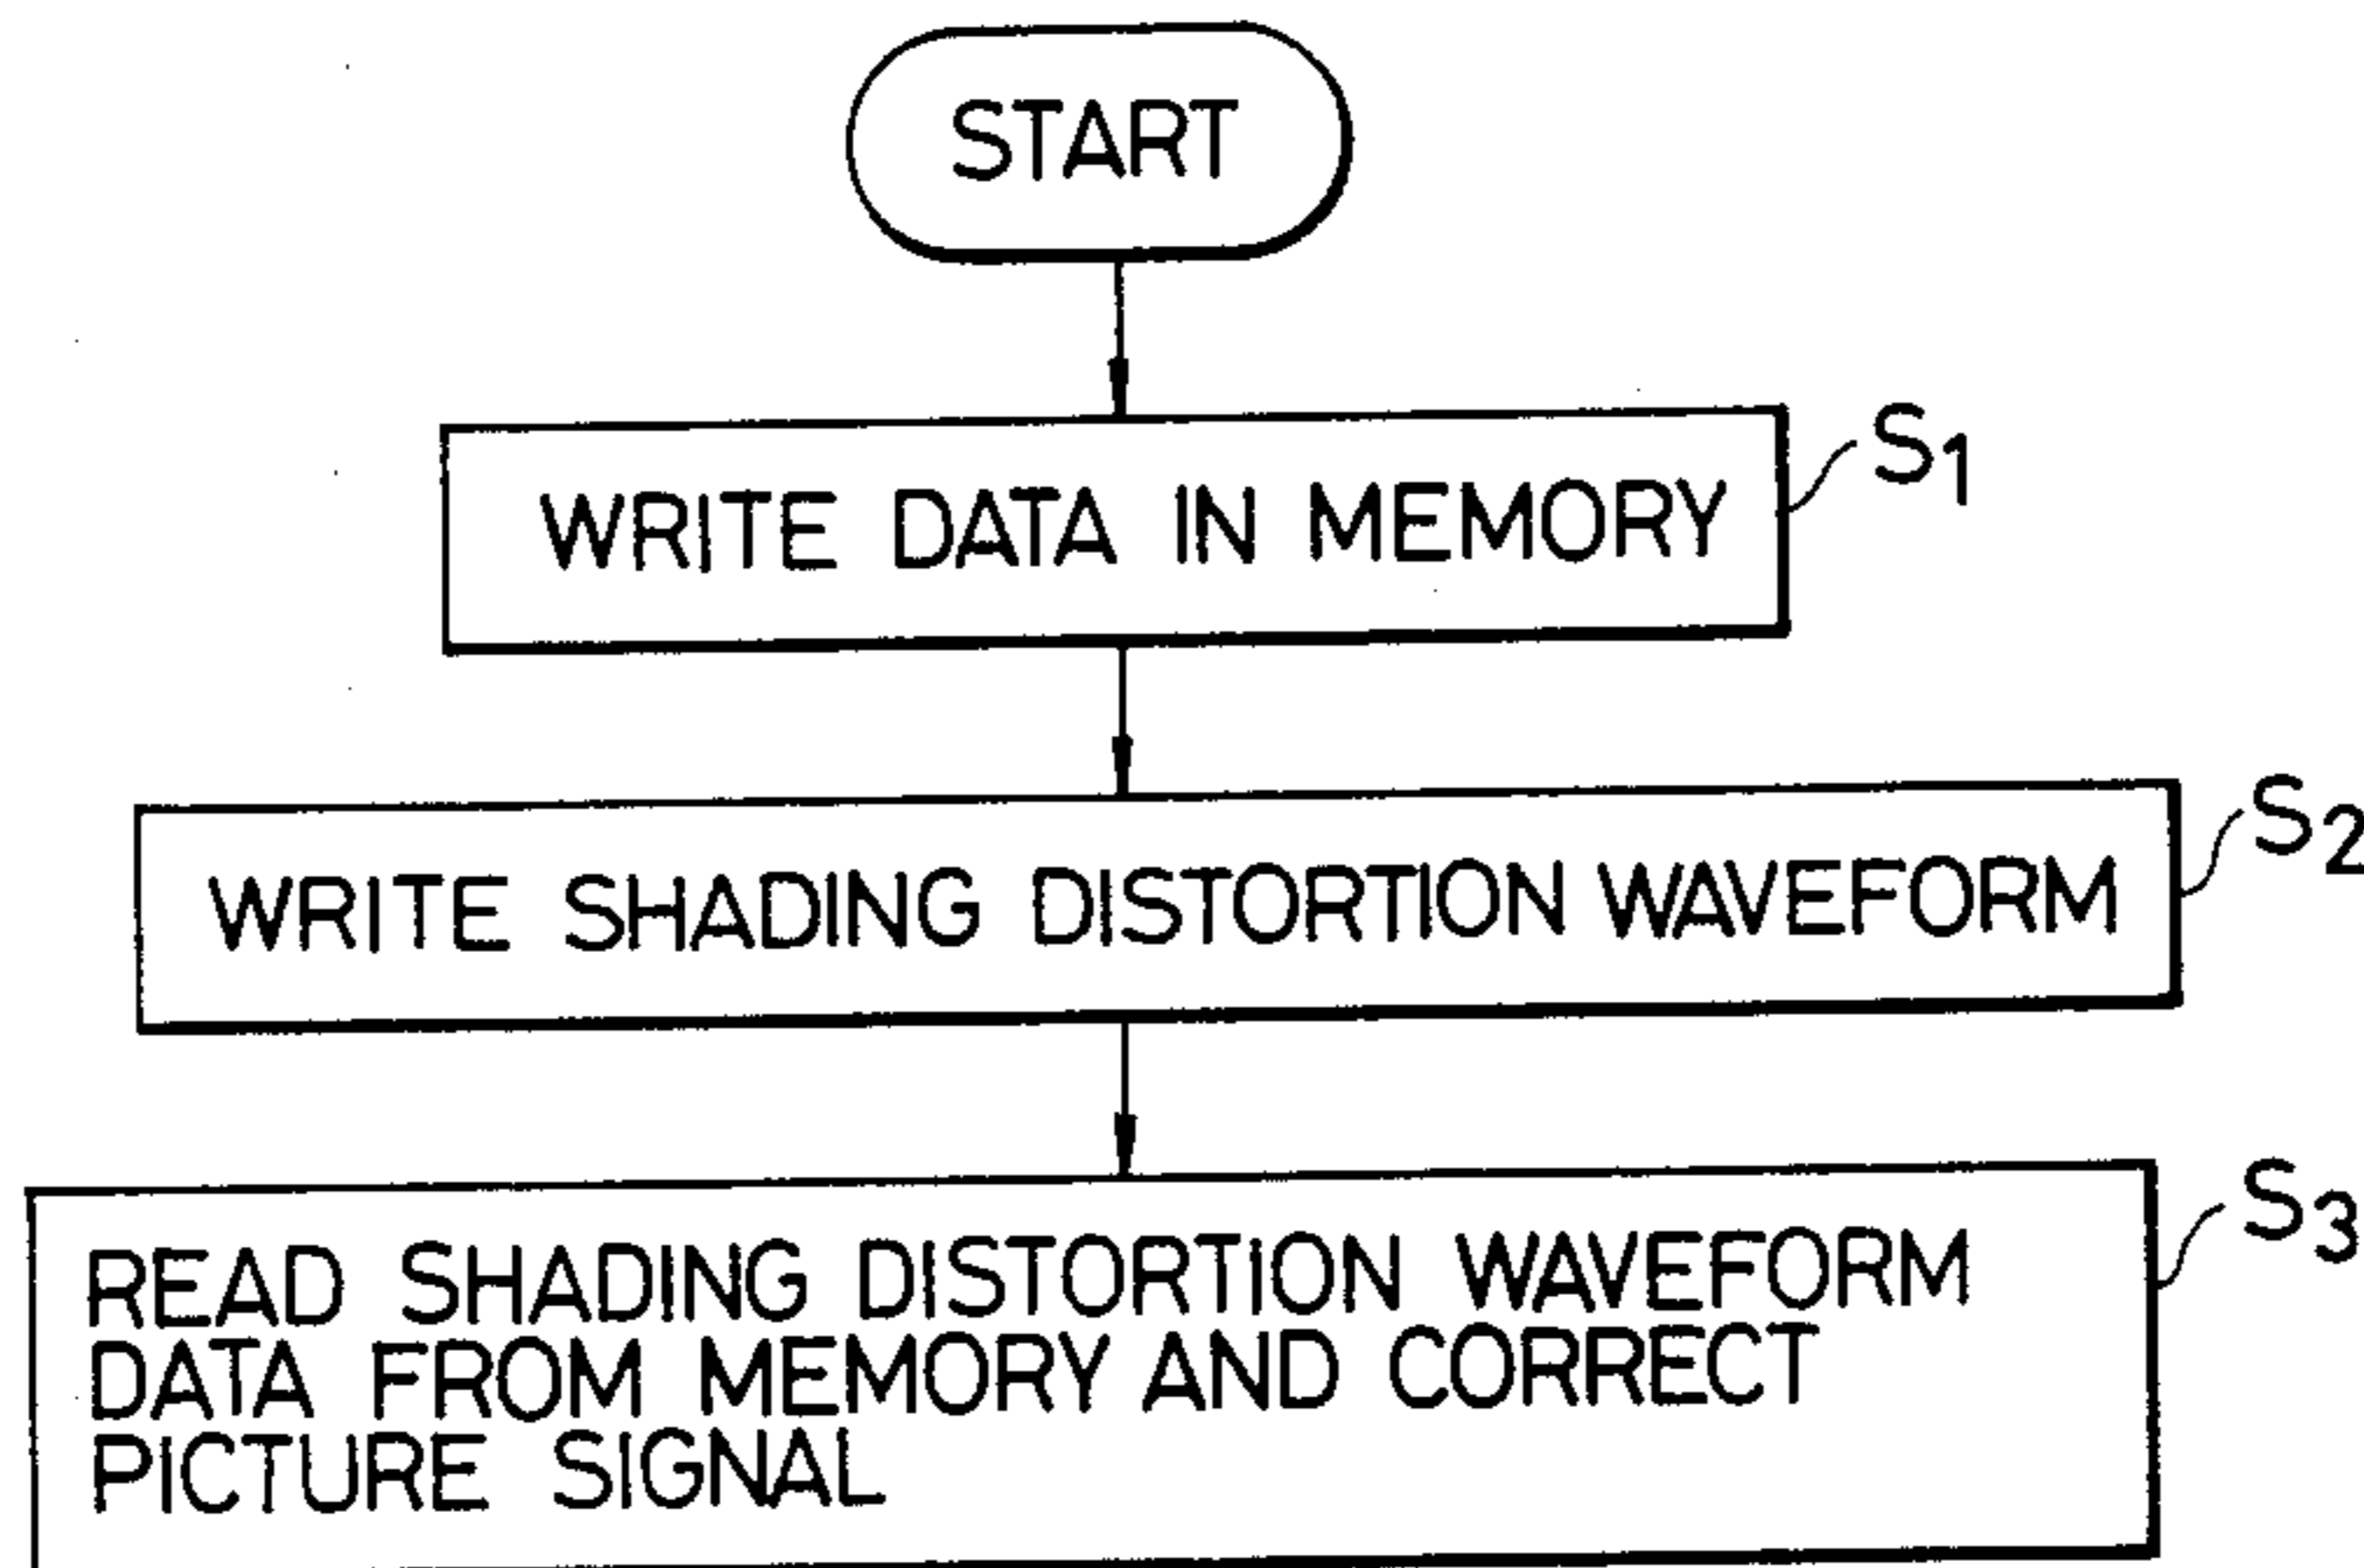 START
WRITE DATA IN MEMORY
S1
WRITE SHADING DISTORTION WAVEFORM
S2
READ SHADING DISTORTION WAVEFORM
DATA FROM MEMORY AND CORRECT
PICTURE SIGNAL
S3